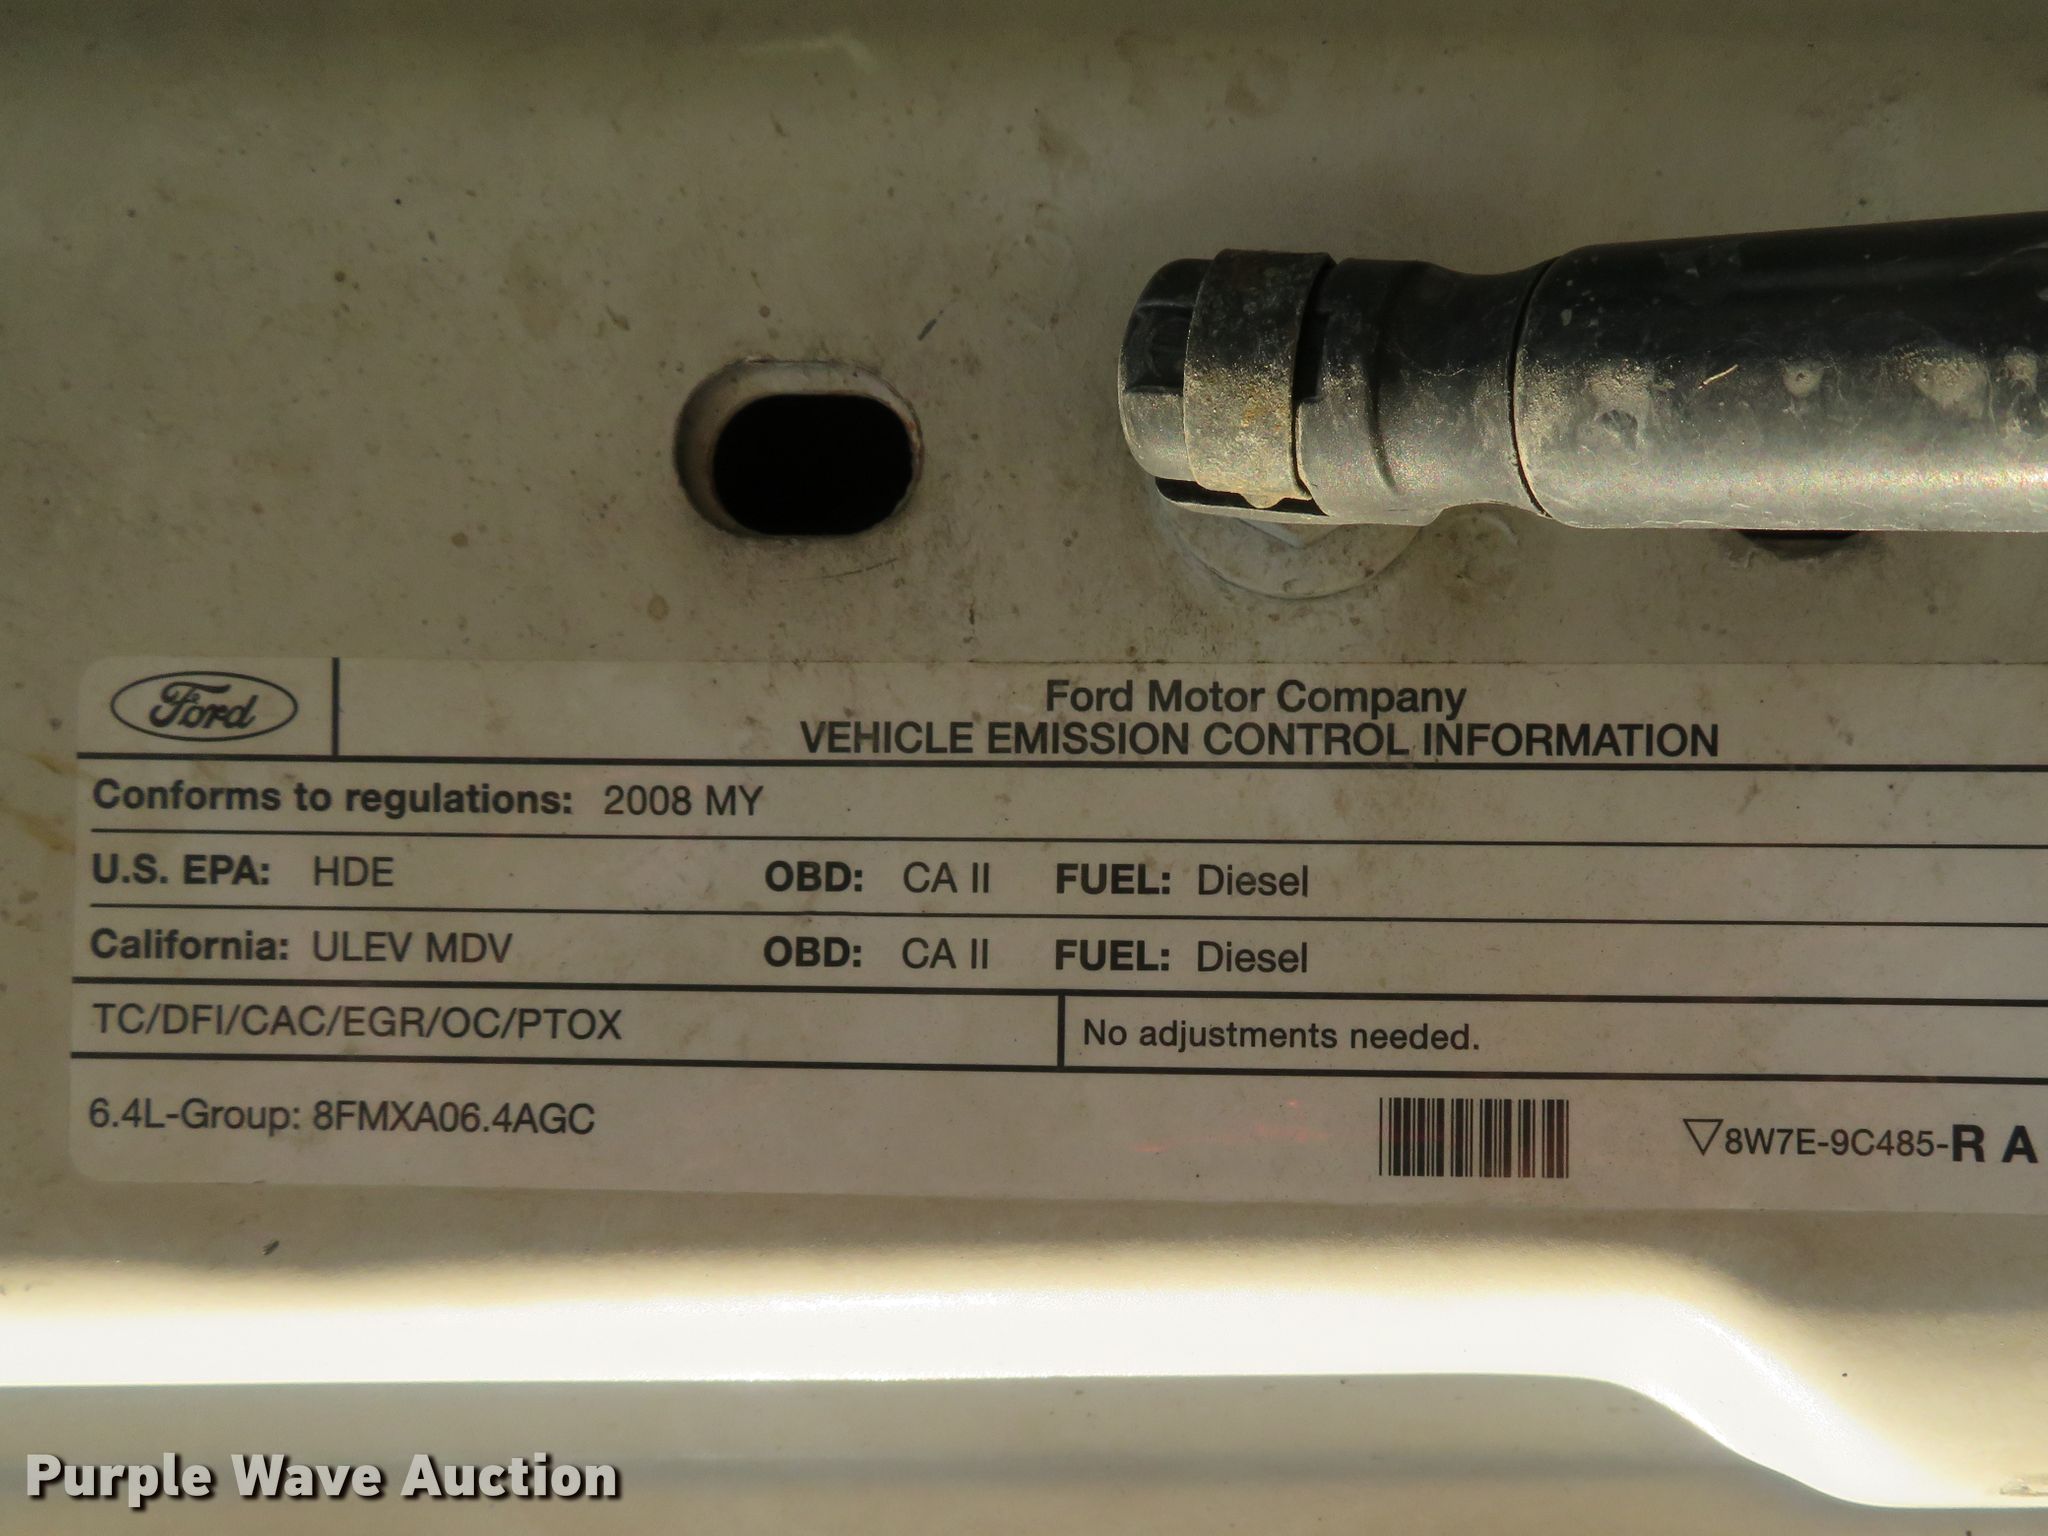 Ford
Ford Motor Company
VEHICLE EMISSION CONTROL INFORMATION
Conforms to regulations: 2008 MY
U.S. EPA: HDE OBD: CA II FUEL: Diesel
California: ULEV MDV OBD: CA II FUEL: Diesel
TC/DFI/CAC/EGR/OC/PTOX No adjustments needed.
6.4L-Group: 8FMXA06.4AGC ▽8W7E-9C485-R A
Purple Wave Auction